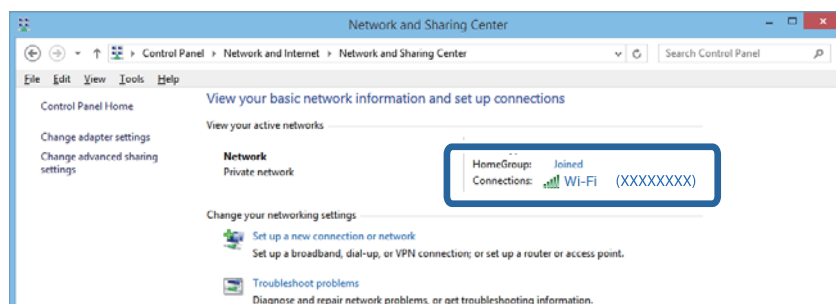 Network and Sharing Center
Control Panel Network and Internet Network and Sharing Center Search Control Panel
File Edit View Tools Help
Control Panel Home
Change adapter settings
Change advanced sharing
settings
View your basic network information and set up connections
View your active networks
Network
Private network
HomeGroup: Joined
Connections: Wi-Fi (XXXXXXXX)
Change your networking settings
Set up a new connection or network
Set up a broadband, dial-up, or VPN connection; or set up a router or access point.
Troubleshoot problems
Diagnose and repair network problems, or get troubleshooting information.